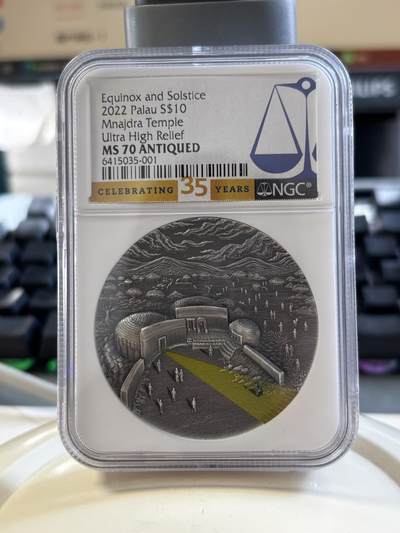 Equinox and Solstice
2022 Palau S$10
Mnajdra Temple
Ultra High Relief
MS 70 ANTIQUED
6415035-001
CELEBRATING 35 YEARS NGC®